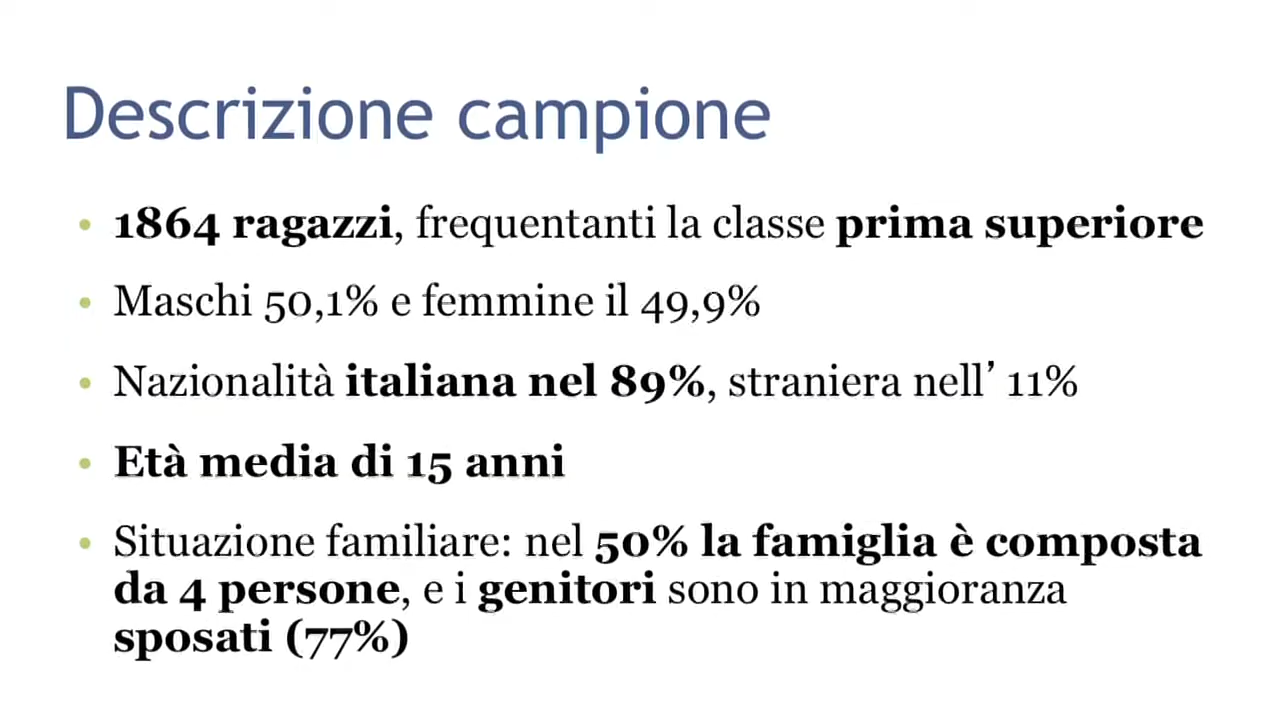 Descrizione campione
• 1864 ragazzi, frequentanti la classe prima superiore
• Maschi 50,1% e femmine il 49,9%
• Nazionalità italiana nel 89%, straniera nell’ 11%
• Età media di 15 anni
• Situazione familiare: nel 50% la famiglia è composta
da 4 persone, e i genitori sono in maggioranza
sposati (77%)